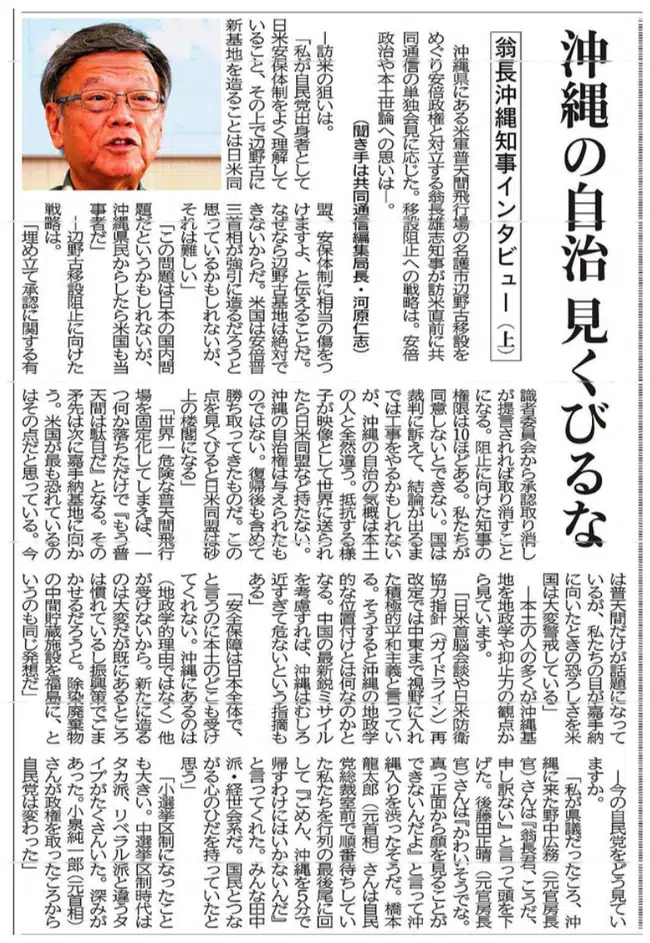 沖縄の自治 見くびるな
翁長沖縄知事インタビュー(上)
沖縄県にある米軍普天間飛行場の名護市辺野古移設を
めぐり安倍政権と対立する翁長雄志知事が訪米直前に共
同通信の単独会見に応じた。移設阻止への戦略は。安倍
政治や本土世論への思いは―。
(聞き手は共同通信編集局長・河原仁志)
―訪米の狙いは。
「私が自民党出身者として
日米安保体制をよく理解して
いること、その上で辺野古に
新基地を造ることは日米同
盟、安保体制に相当の傷をつ
けますよ、と伝えることだ。
なぜなら辺野古基地は絶対で
きないからだ。米国は安倍晋
三首相が強引に造るだろうと
思っているかもしれないが、
それは難しい」
「この問題は日本の国内問
題だというかもしれないが、
沖縄県民からしたら米国も当
事者だ」
―辺野古移設阻止に向けた
戦略は。
「埋め立て承認に関する有
識者委員会から承認取り消し
が提言されれば取り消すこと
になる。阻止に向けた知事の
権限は10ほどある。私たちが
同意しないとできない。国は
裁判に訴えて、結論が出るま
では工事をやるかもしれない
が、沖縄の自治の気概は本土
の人と全然違う。抵抗する様
子が映像として世界に送られ
たら日米同盟など持たない。
沖縄の自治権は与えられたも
のではない。復帰後も含めて
勝ち取ってきたものだ。この
点を見くびると日米同盟は砂
上の楼閣になる」
「世界一危険な普天間飛行
場を固定化してしまえば、一
つ何か落ちただけで『もう普
天間は駄目だ』となる。その
矛先は次に嘉手納基地に向か
う。米国が最も恐れているの
はその点だと思っている。今
は普天間だけが話題になって
いるが、私たちの目が嘉手納
に向いたときの恐ろしさを米
国は大変警戒している」
―本土の人の多くが沖縄基
地を地政学や抑止力の観点か
ら見ています。
「日米首脳会談や日米防衛
協力指針(ガイドライン)再
改定では中東まで視野に入れ
た積極的平和主義と言ってい
る。そうすると沖縄の地政学
的な位置付けとは何なのかと
なる。中国の最新鋭ミサイル
を考慮すれば、沖縄はむしろ
近すぎて危ないという指摘も
ある」
「安全保障は日本全体で、
と言うのに本土のどこも受け
てくれない。沖縄にあるのは
(地政学的理由ではなく)他
が受けないから。新たに造る
のは大変だが既にあるところ
は慣れているし振興策でごま
かせるだろうと。除染廃棄物
の中間貯蔵施設を福島に、と
いうのも同じ発想だ」
―今の自民党をどう見てい
ますか。
「私が県議だったころ、沖
縄に来た野中広務(元官房長
官)さんは『翁長君、こうだ、
申し訳ない』と言って頭を下
げた。後藤田正晴(元官房長
官)さんは『かわいそうでな。
真っ正面から顔を見ることが
できないんだよ』と言って沖
縄入りを渋ったそうだ。橋本
龍太郎(元首相)さんは自民
党総裁室前で順番待ちしてい
た私たちを行列の最後尾に回
して『ごめん、沖縄を5分で
帰すわけにはいかないんだ』
と言ってくれた。みんな田中
派・経世会系だ。国民とつな
がる心のひだを持っていたと
思う」
「小選挙区制になったこと
も大きい。中選挙区制時代は
タカ派、リベラル派と違うタ
イプがたくさんいた。深みが
あった。小泉純一郎(元首相)
さんが政権を取ったころから
自民党は変わった」